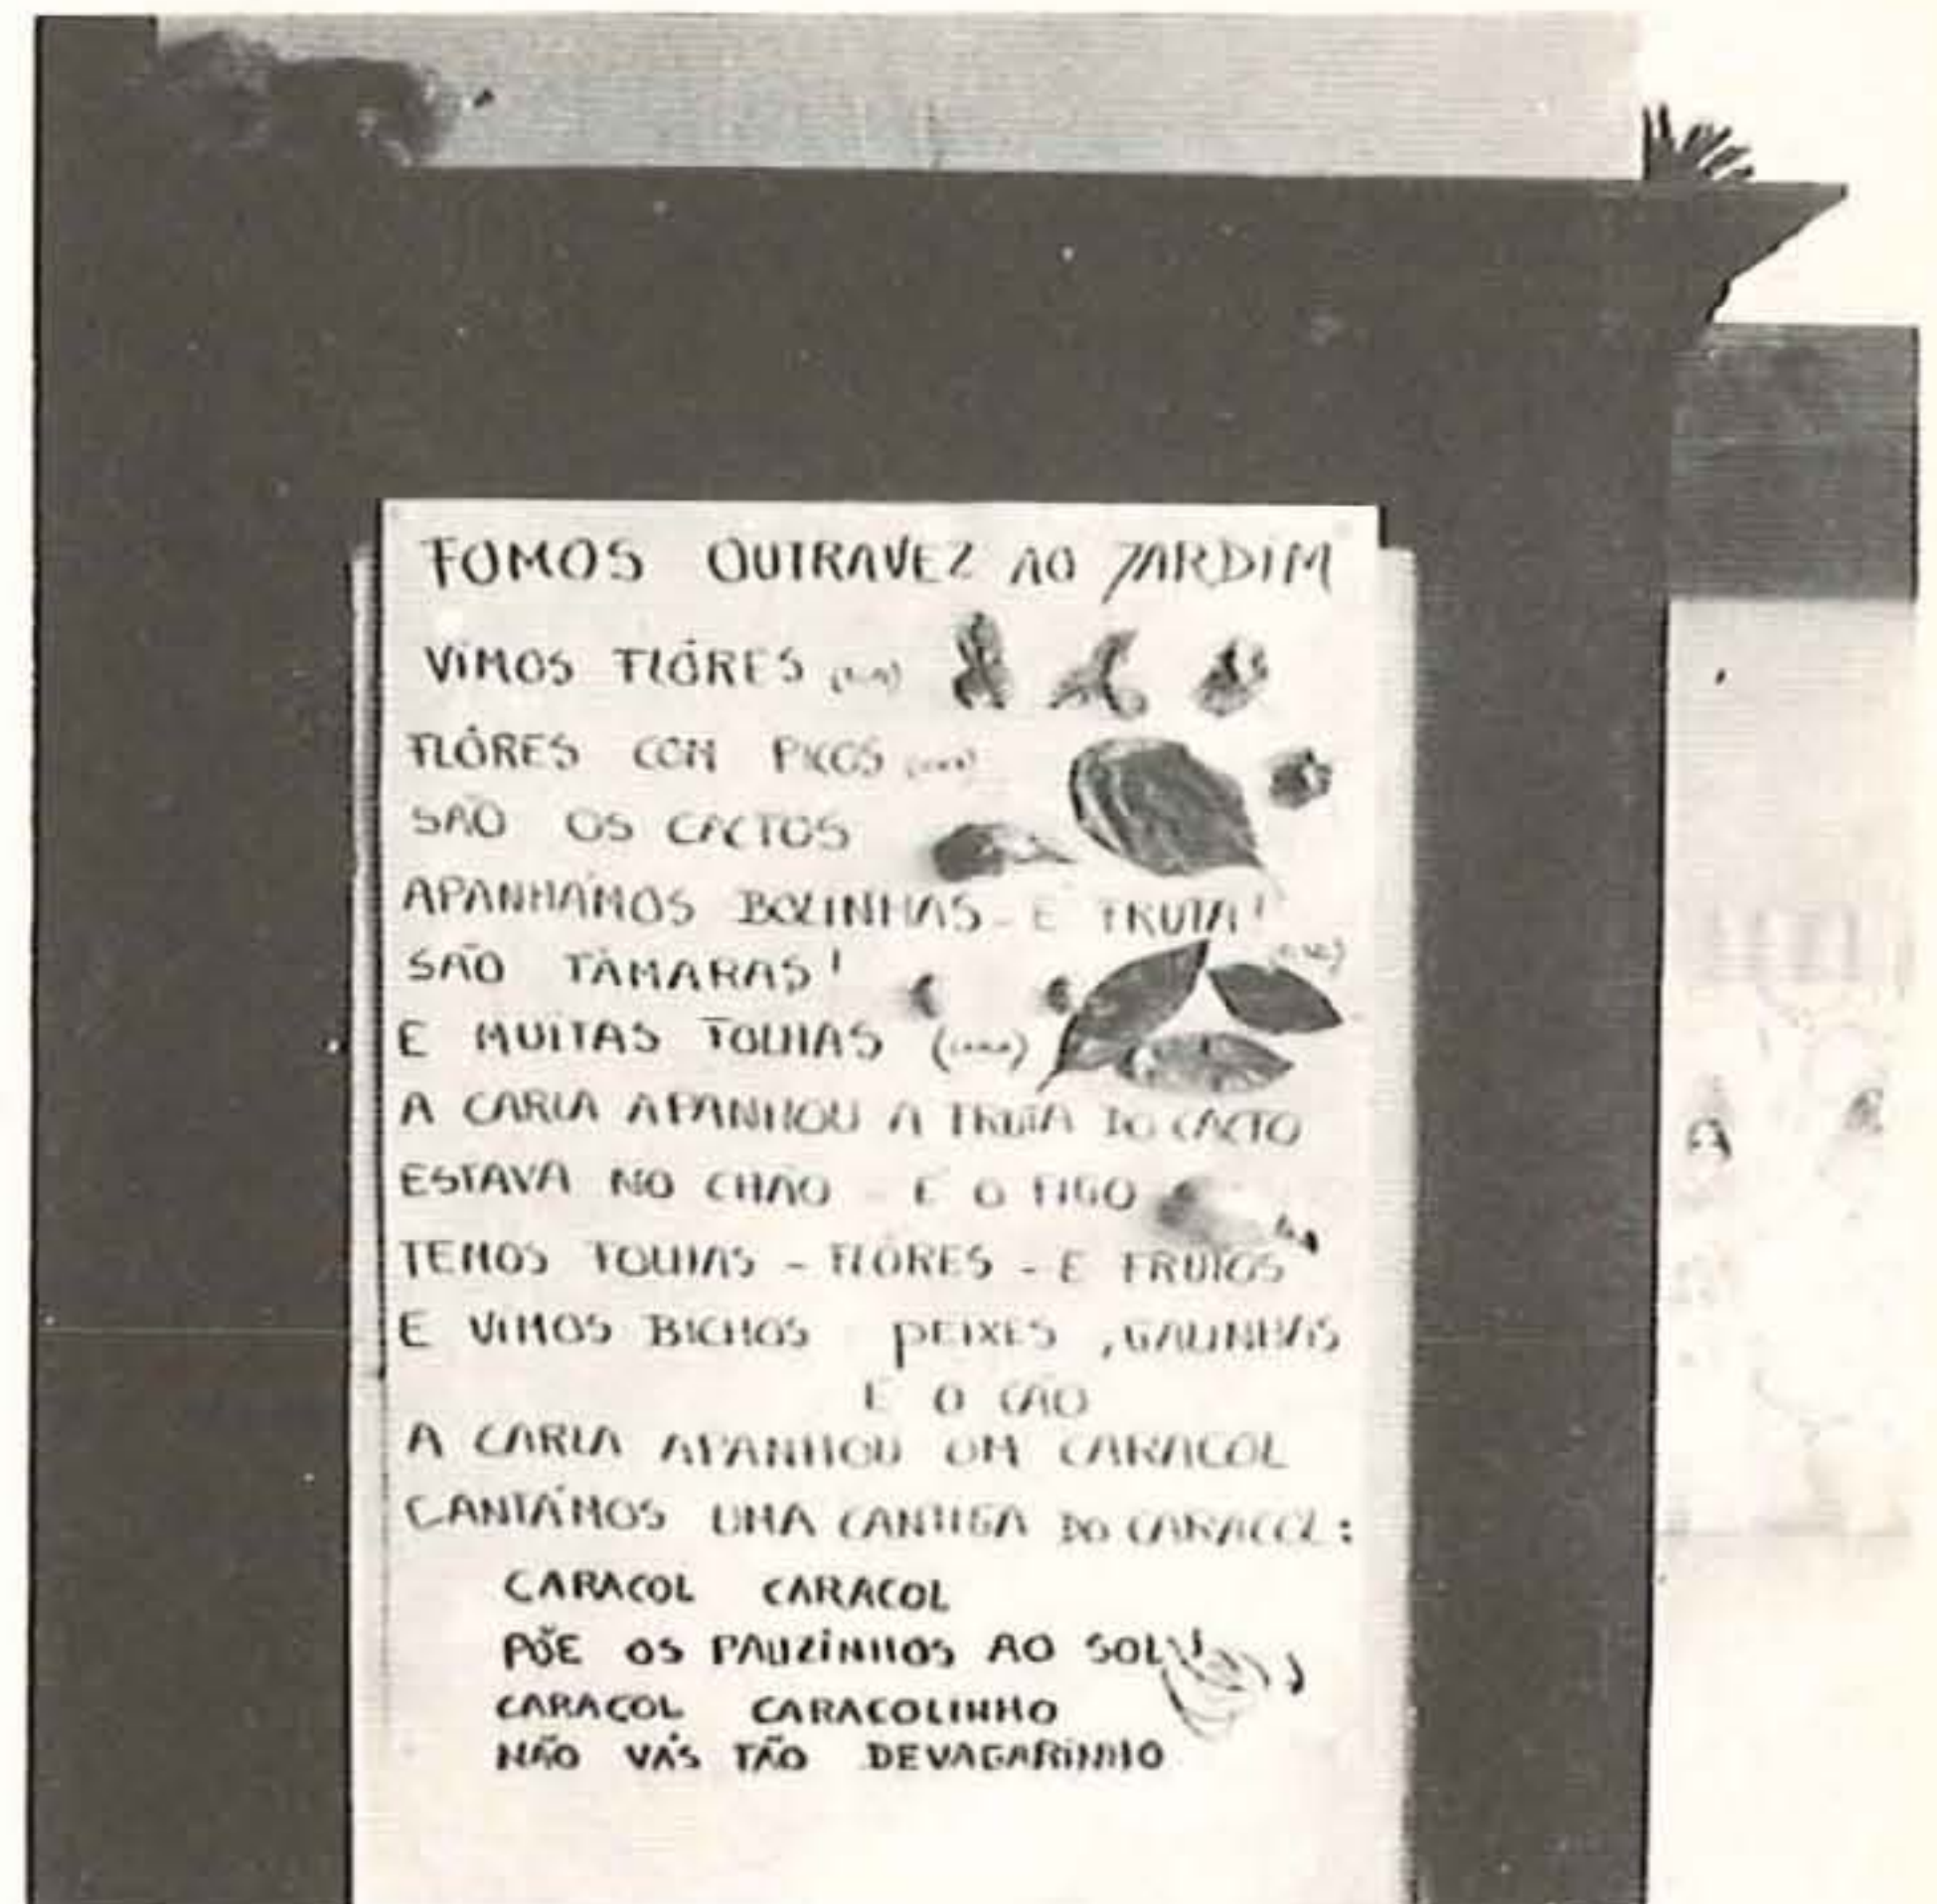 FOMOS OUTRAVEZ AO JARDIM
VIMOS FLÔRES
FLÔRES COM PICOS
SÃO OS CACTOS
APANHÁMOS BOLINHAS - É FRUTA!
SÃO TÂMARAS!
E MUITAS FOLHAS
A CARLA APANHOU A FRUTA DO CACTO
ESTAVA NO CHÃO - É O FIGO
TEMOS FOLHAS - FLÔRES - E FRUTOS
E VIMOS BICHOS - PEIXES, GALINHAS
E O CÃO
A CARLA APANHOU UM CARACOL
CANTÁMOS UMA CANTIGA DO CARACOL:
CARACOL CARACOL
PÕE OS PAUZINHOS AO SOL
CARACOL CARACOLINHO
NÃO VÁS TÃO DEVAGARINHO